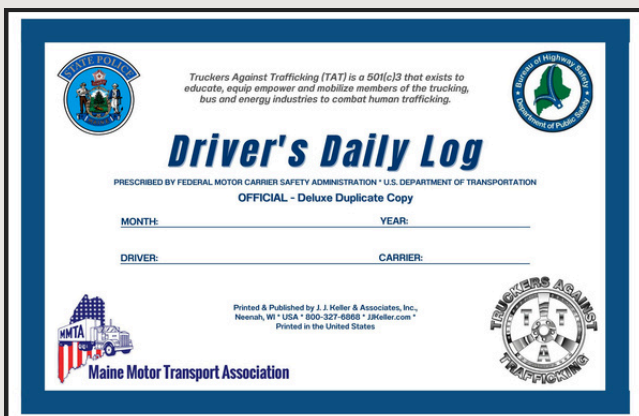 STATE POLICE
Truckers Against Trafficking (TAT) is a 501(c)3 that exists to
educate, equip empower and mobilize members of the trucking,
bus and energy industries to combat human trafficking.
Bureau of Highway Safety
Department of Public Safety
Driver's Daily Log
PRESCRIBED BY FEDERAL MOTOR CARRIER SAFETY ADMINISTRATION * U.S. DEPARTMENT OF TRANSPORTATION
OFFICIAL - Deluxe Duplicate Copy
MONTH: YEAR:
DRIVER: CARRIER:
Printed & Published by J. J. Keller & Associates, Inc.,
Neenah, WI * USA * 800-327-6868 * JJKeller.com *
Printed in the United States
MMTA
Maine Motor Transport Association
TRUCKERS AGAINST
TRAFFICKING
T T
A